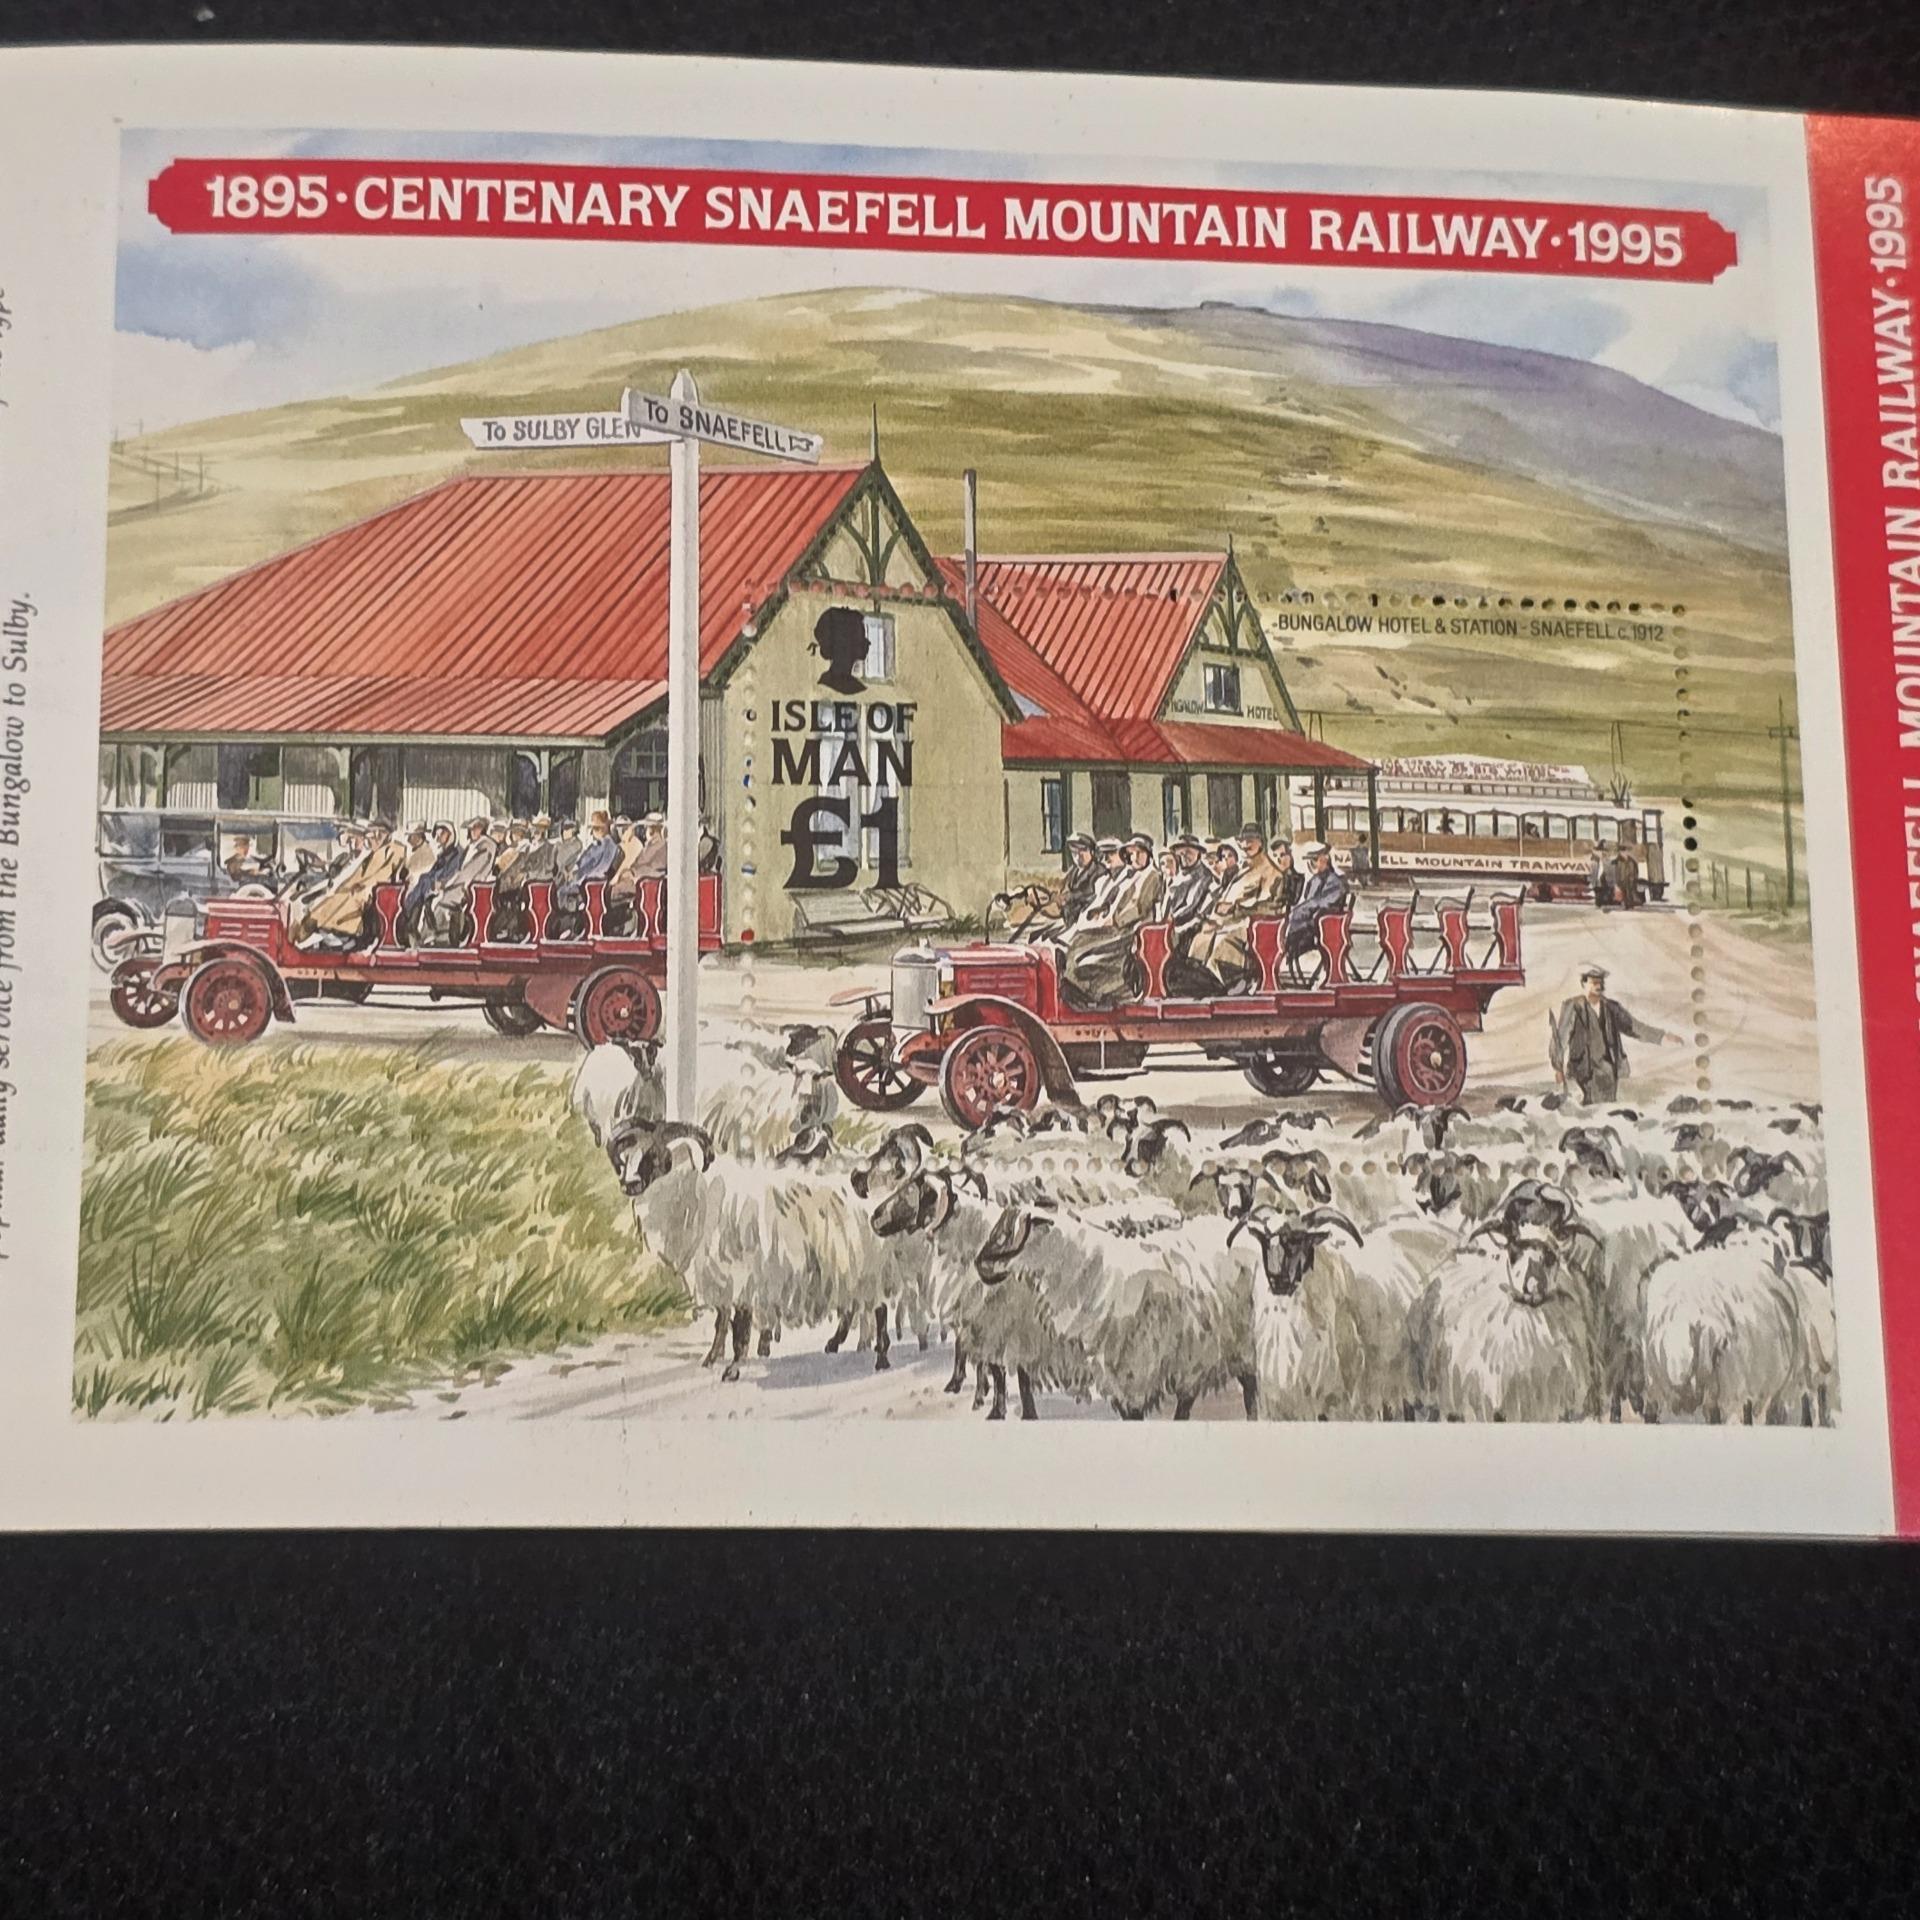 1895·CENTENARY SNAEFELL MOUNTAIN RAILWAY·1995
TO SULBY GLEN
TO SNAEFELL
-BUNGALOW HOTEL & STATION - SNAEFELL c.1912
ISLE OF
MAN
£1
HOTEL
ELL MOUNTAIN TRAMWAY
service from the Bungalow to Sulby.
SNAEFELL MOUNTAIN RAILWAY·1995